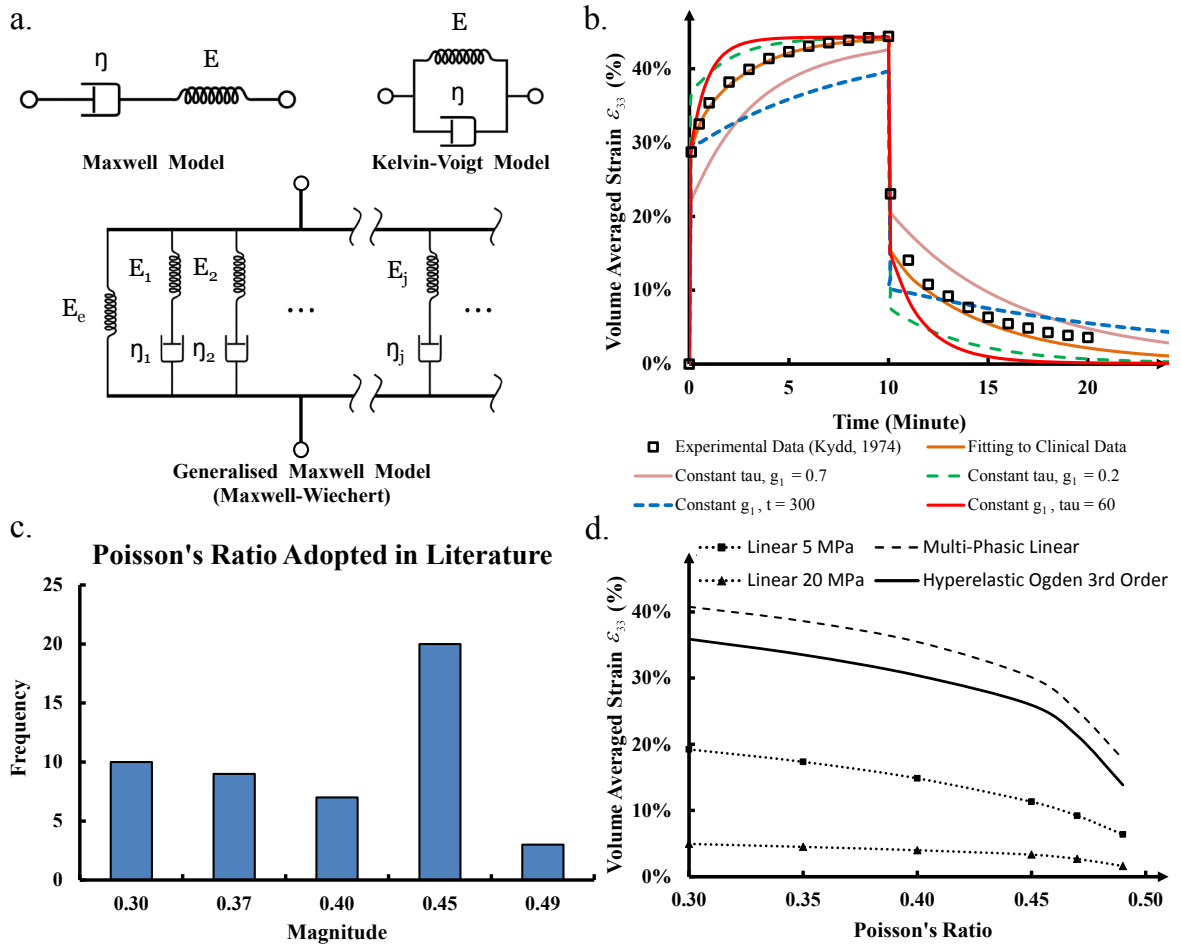 a.
η
E
Maxwell Model
E
η
Kelvin-Voigt Model
Eₑ
E₁
E₂
Eⱼ
...
...
η₁
η₂
ηⱼ
Generalised Maxwell Model
(Maxwell-Wiechert)
b.
Volume Averaged Strain ε₃₃ (%)
40%
30%
20%
10%
0%
0
5
10
15
20
Time (Minute)
Experimental Data (Kydd, 1974)
Fitting to Clinical Data
Constant tau, g₁ = 0.7
Constant tau, g₁ = 0.2
Constant g₁ , t = 300
Constant g₁ , tau = 60
c.
Poisson's Ratio Adopted in Literature
Frequency
25
20
15
10
5
0
0.30
0.37
0.40
0.45
0.49
Magnitude
d.
Linear 5 MPa
Multi-Phasic Linear
Linear 20 MPa
Hyperelastic Ogden 3rd Order
Volume Averaged Strain ε₃₃ (%)
40%
30%
20%
10%
0%
0.30
0.35
0.40
0.45
0.50
Poisson's Ratio